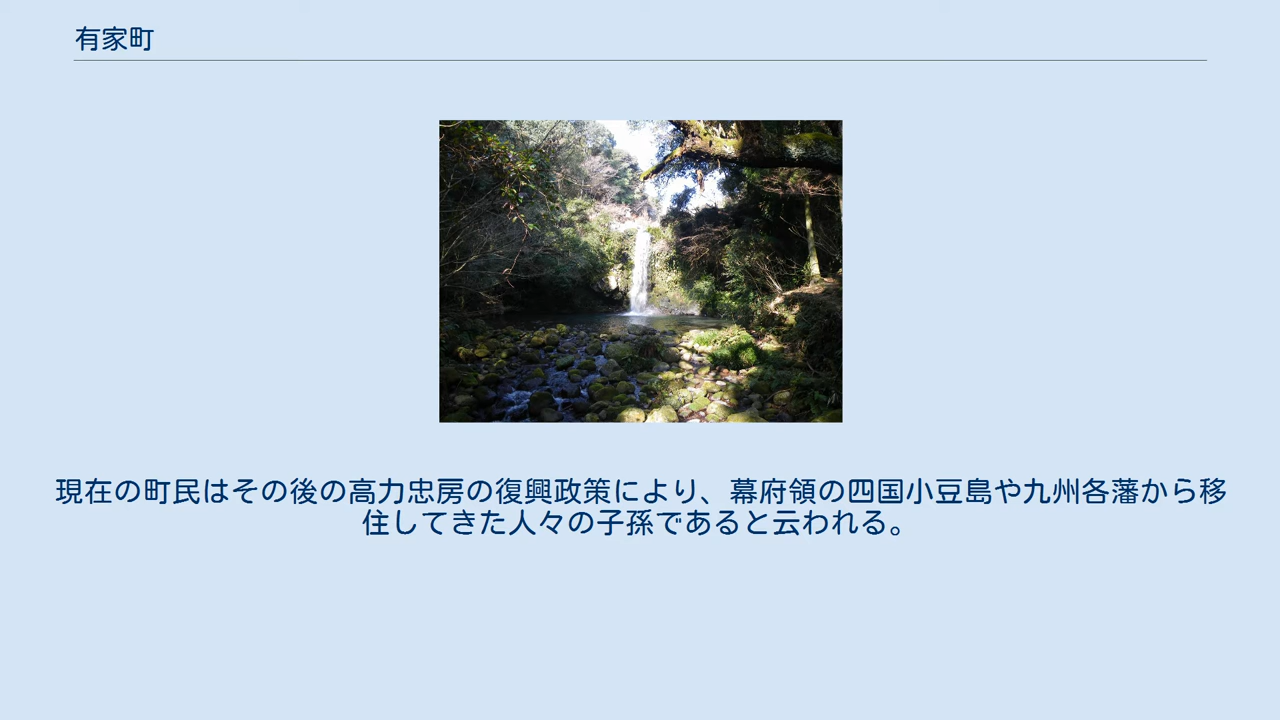 有家町
現在の町民はその後の高力忠房の復興政策により、幕府領の四国小豆島や九州各藩から移
住してきた人々の子孫であると云われる。